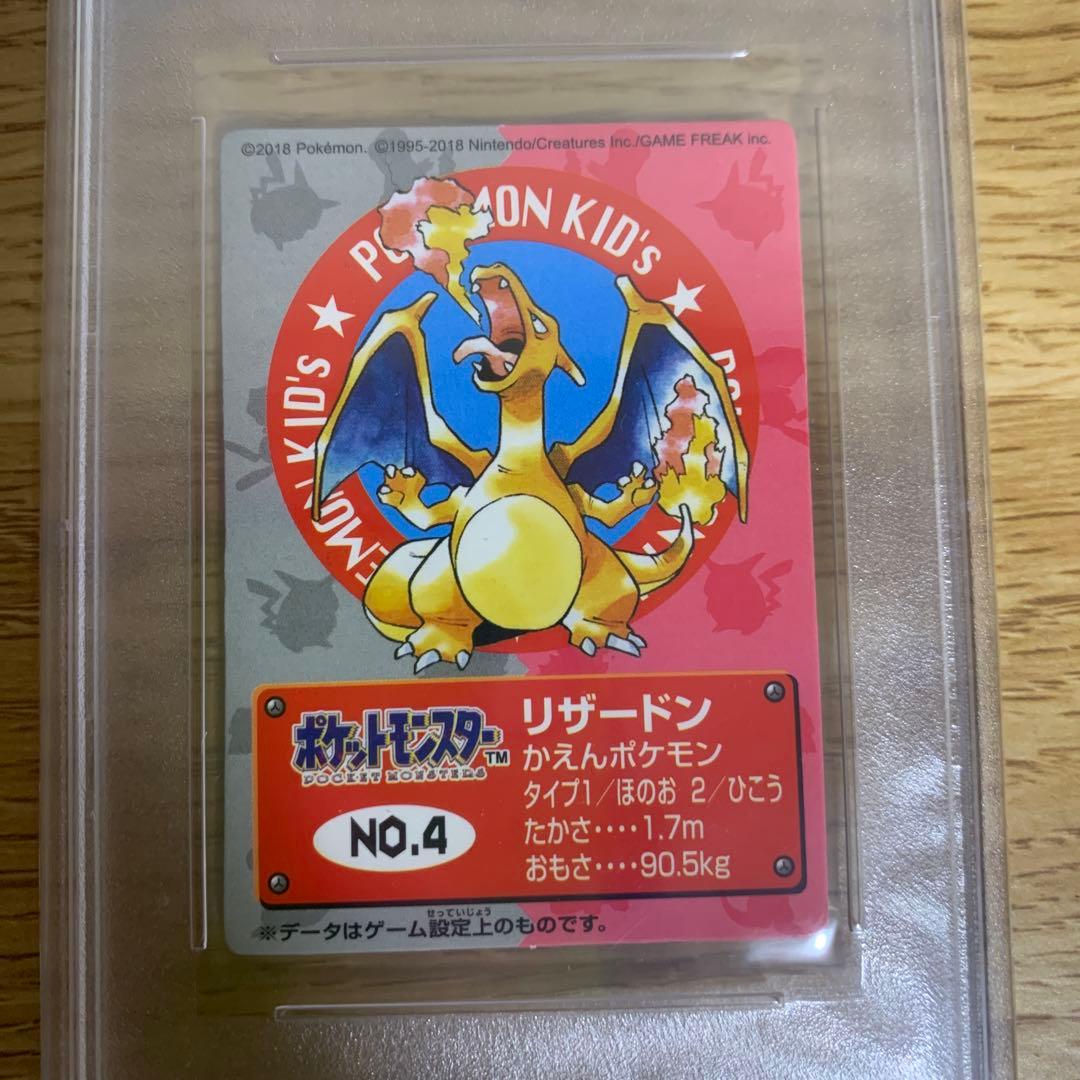 ©2018 Pokémon. ©1995-2018 Nintendo/Creatures Inc./GAME FREAK inc.
MON KID's
KID's
ポケットモンスター™
POCKET MONSTERS
NO.4
リザードン
かえんポケモン
タイプ1/ほのお 2/ひこう
たかさ‥‥1.7m
おもさ‥‥90.5kg
せっていじょう
※データはゲーム設定上のものです。